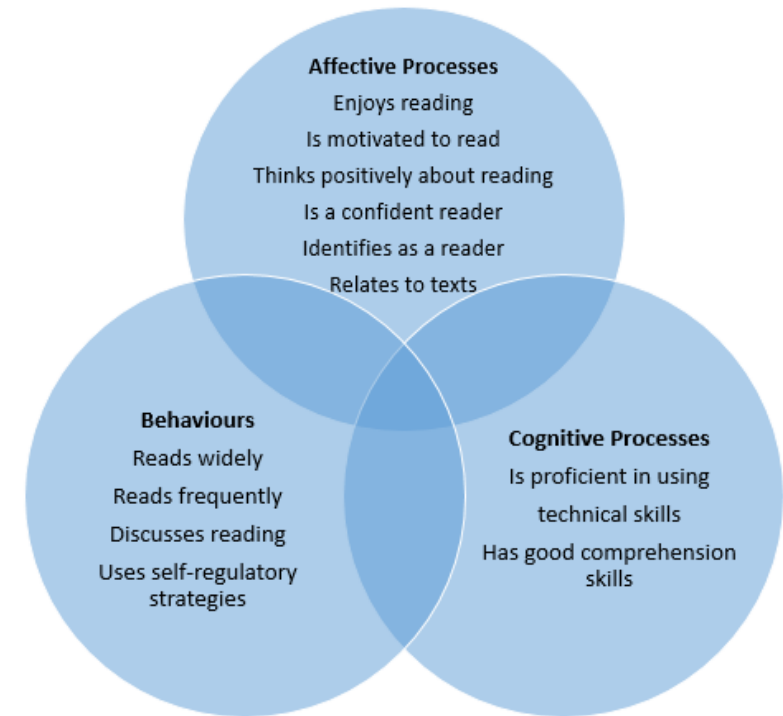 Affective Processes
Enjoys reading
Is motivated to read
Thinks positively about reading
Is a confident reader
Identifies as a reader
Relates to texts
Behaviours
Reads widely
Reads frequently
Discusses reading
Uses self-regulatory
strategies
Cognitive Processes
Is proficient in using
technical skills
Has good comprehension
skills